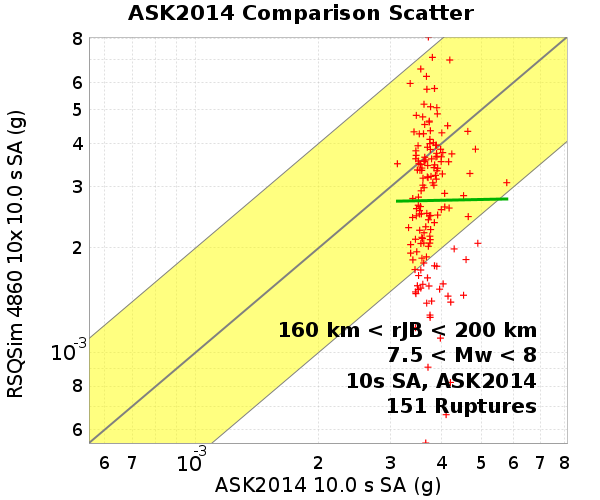 ASK2014 Comparison Scatter
RSQSim 4860 10x 10.0 s SA (g)
8
6
5
4
3
2
10-3
8
6
160 km < rJB < 200 km
7.5 < Mw < 8
10s SA, ASK2014
151 Ruptures
6 7 10-3 2 3 4 5 6 7 8
ASK2014 10.0 s SA (g)